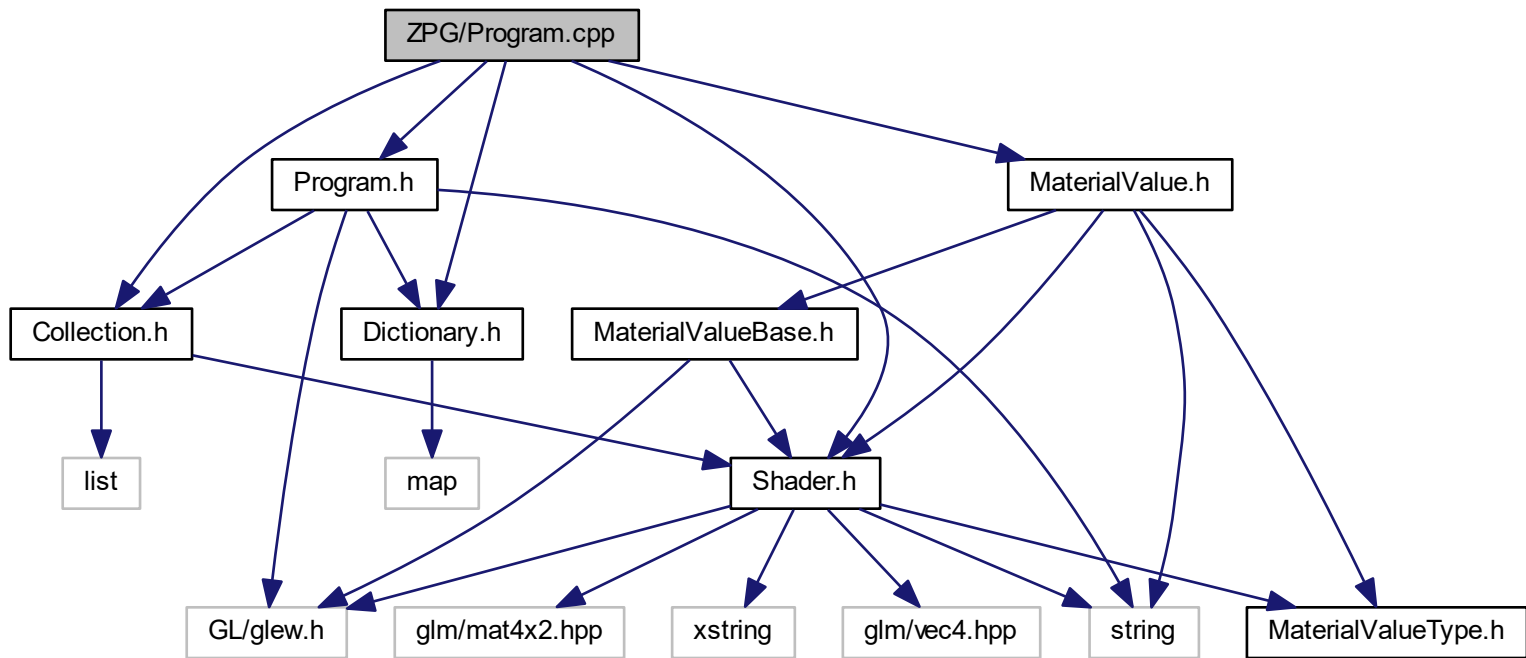 ZPG/Program.cpp
Program.h
MaterialValue.h
Collection.h
Dictionary.h
MaterialValueBase.h
list
map
Shader.h
GL/glew.h
glm/mat4x2.hpp
xstring
glm/vec4.hpp
string
MaterialValueType.h